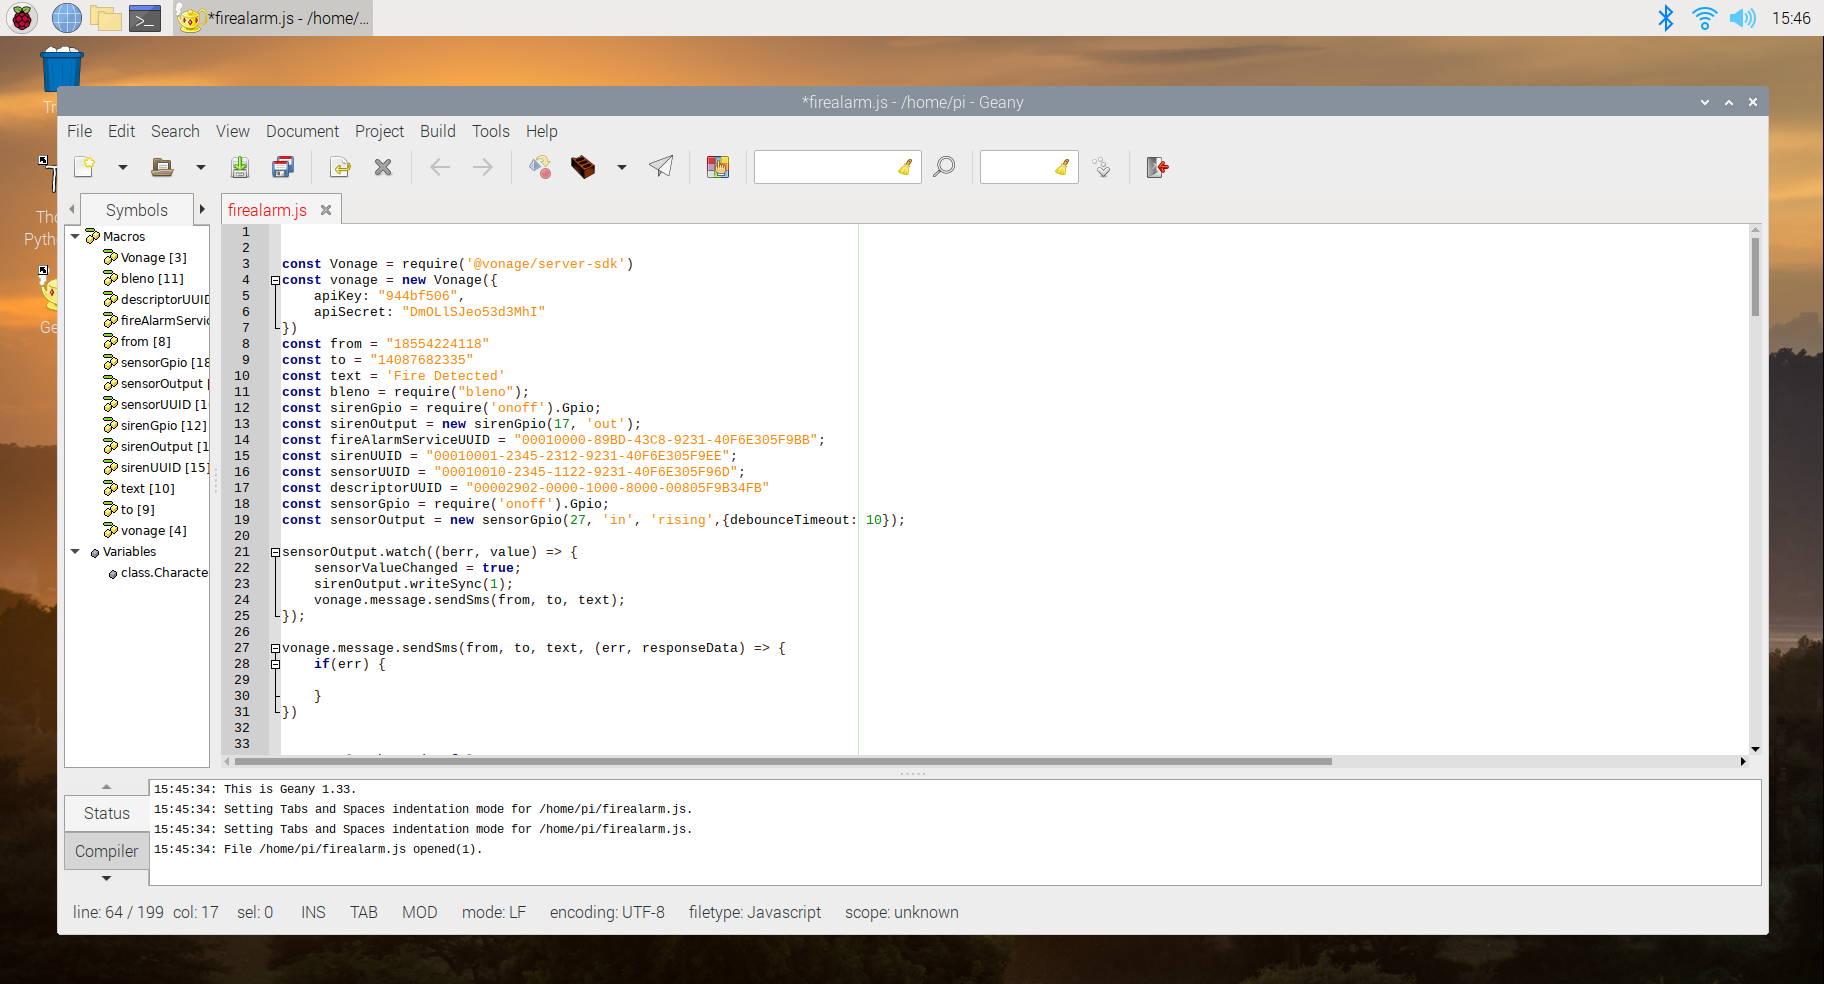 *firealarm.js - /home/...
15:46
*firealarm.js - /home/pi - Geany
File Edit Search View Document Project Build Tools Help
Symbols
firealarm.js
Macros
Vonage [3]
bleno [11]
descriptorUUID
fireAlarmServic
from [8]
sensorGpio [18
sensorOutput [
sensorUUID [1
sirenGpio [12]
sirenOutput [1
sirenUUID [15]
text [10]
to [9]
vonage [4]
Variables
class.Characte
1
2
3 const Vonage = require('@vonage/server-sdk')
4 const vonage = new Vonage({
5 apiKey: "944bf506",
6 apiSecret: "DmOLlSJeo53d3MhI"
7 })
8 const from = "18554224118"
9 const to = "14087682335"
10 const text = 'Fire Detected'
11 const bleno = require("bleno");
12 const sirenGpio = require('onoff').Gpio;
13 const sirenOutput = new sirenGpio(17, 'out');
14 const fireAlarmServiceUUID = "00010000-89BD-43C8-9231-40F6E305F9BB";
15 const sirenUUID = "00010001-2345-2312-9231-40F6E305F9EE";
16 const sensorUUID = "00010010-2345-1122-9231-40F6E305F96D";
17 const descriptorUUID = "00002902-0000-1000-8000-00805F9B34FB"
18 const sensorGpio = require('onoff').Gpio;
19 const sensorOutput = new sensorGpio(27, 'in', 'rising',{debounceTimeout: 10});
20
21 sensorOutput.watch((berr, value) => {
22 sensorValueChanged = true;
23 sirenOutput.writeSync(1);
24 vonage.message.sendSms(from, to, text);
25 });
26
27 vonage.message.sendSms(from, to, text, (err, responseData) => {
28 if(err) {
29
30 }
31 })
32
33
Status
Compiler
15:45:34: This is Geany 1.33.
15:45:34: Setting Tabs and Spaces indentation mode for /home/pi/firealarm.js.
15:45:34: Setting Tabs and Spaces indentation mode for /home/pi/firealarm.js.
15:45:34: File /home/pi/firealarm.js opened(1).
line: 64 / 199 col: 17 sel: 0 INS TAB MOD mode: LF encoding: UTF-8 filetype: Javascript scope: unknown